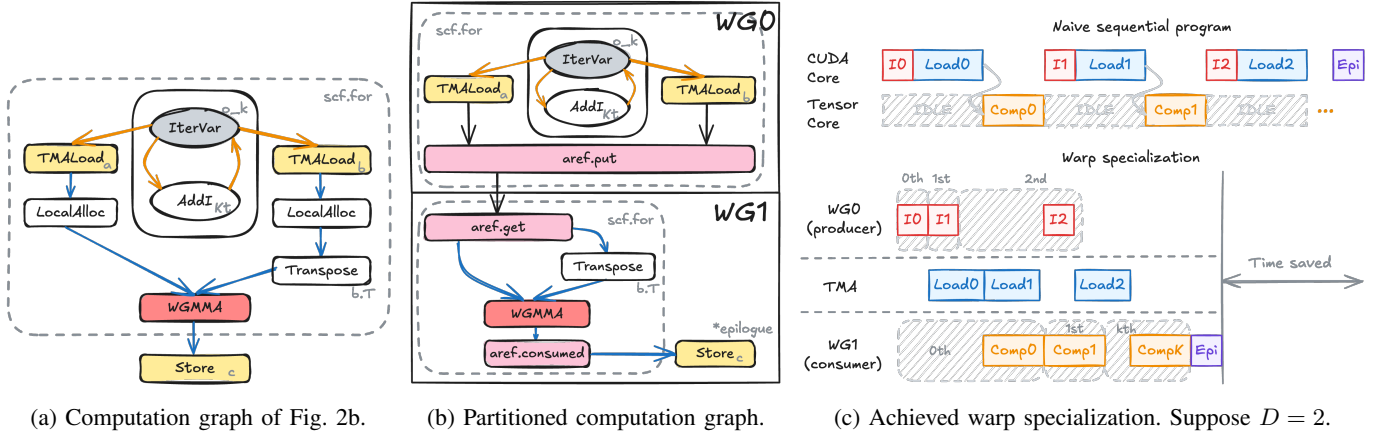 scf.for
o_k
IterVar
TMALoad a
TMALoad b
AddI Kt
LocalAlloc
LocalAlloc
Transpose
b.T
WGMMA
Store c
(a) Computation graph of Fig. 2b.
WG0
scf.for
o_k
IterVar
TMALoad a
TMALoad b
AddI Kt
aref.put
WG1
scf.for
aref.get
Transpose
b.T
WGMMA
*epilogue
aref.consumed
Store c
(b) Partitioned computation graph.
Naive sequential program
CUDA
Core
I0 Load0 I1 Load1 I2 Load2 Epi
Tensor
Core
IDLE Comp0 IDLE Comp1 IDLE ...
Warp specialization
0th 1st 2nd
WG0
(producer)
I0 I1 I2
Time saved
TMA
Load0 Load1 Load2
1st kth
WG1
(consumer)
0th Comp0 Comp1 CompK Epi
(c) Achieved warp specialization. Suppose D = 2.